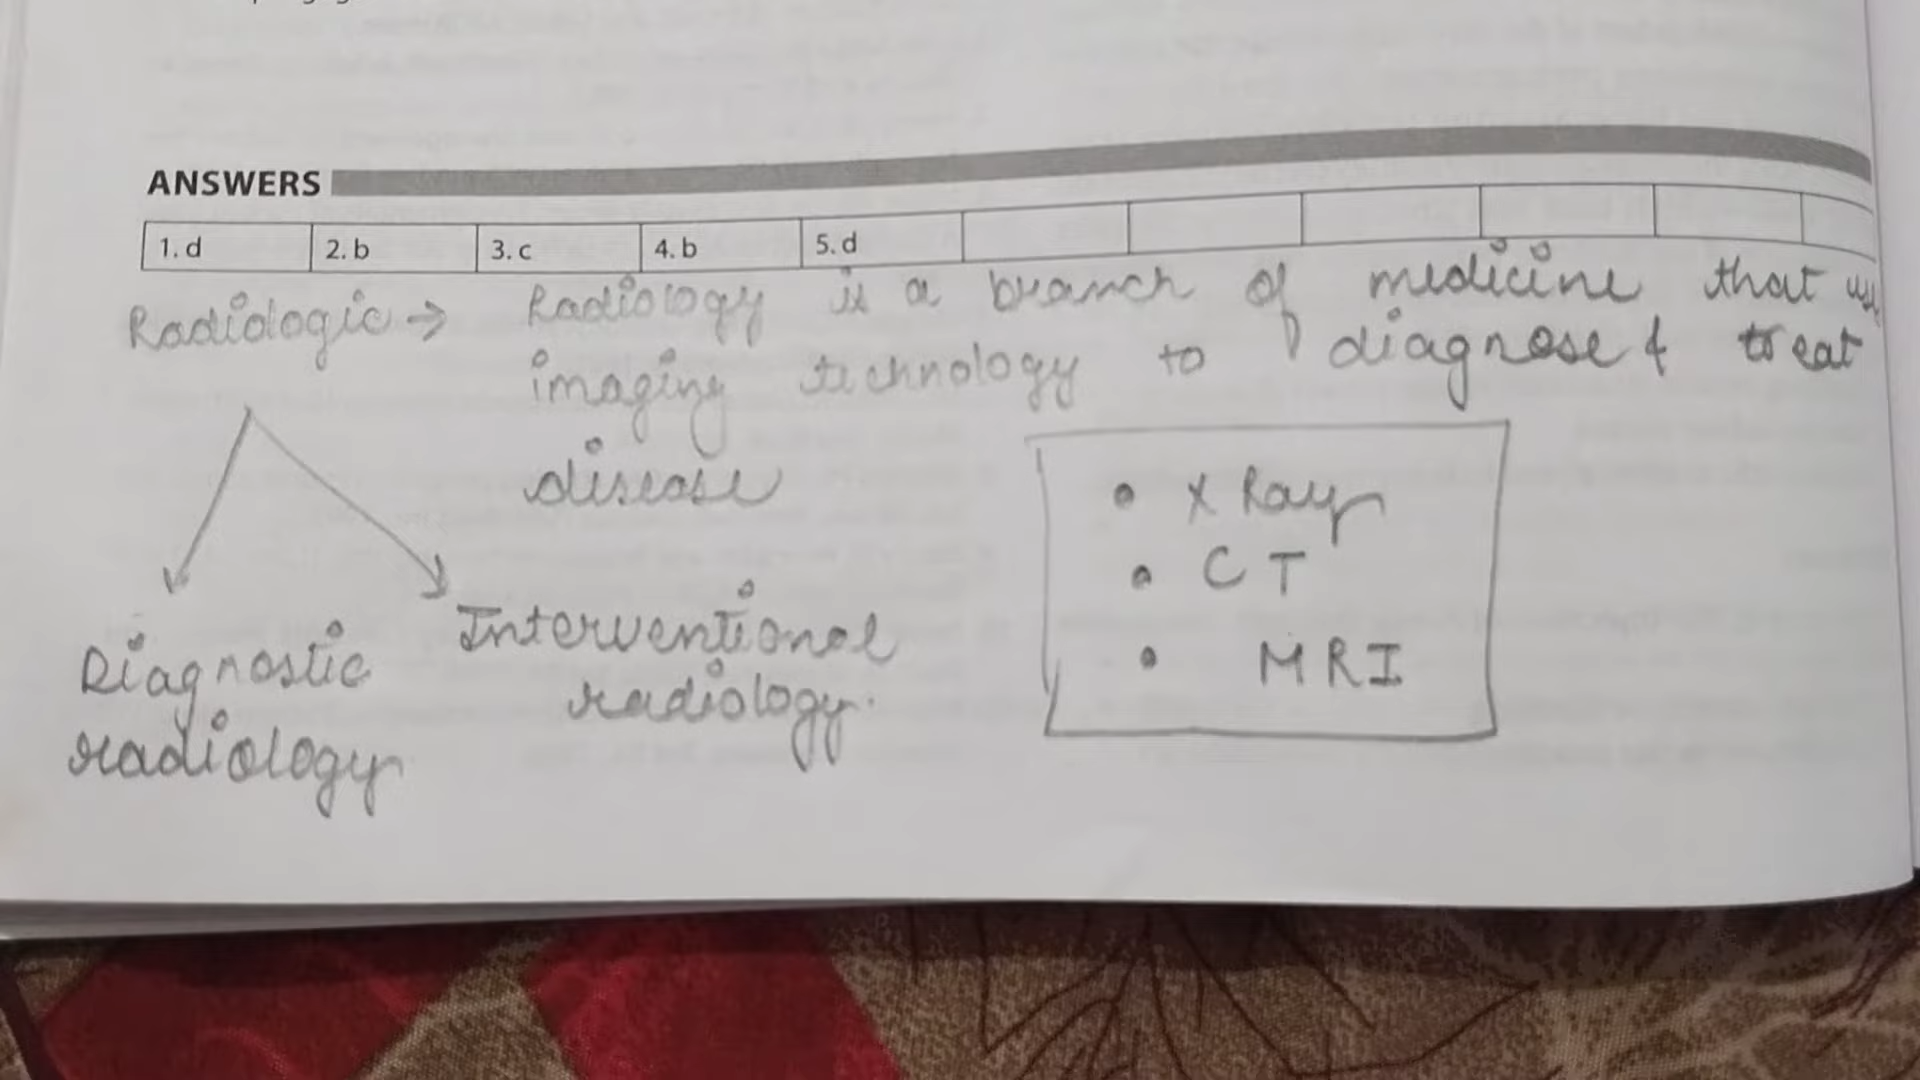 ANSWERS
1. d 2. b 3. c 4. b 5. d
Radiologic → Radiology is a branch of medicine that
imaging technology to diagnose & treat
disease
• X Ray
• CT
• MRI
Diagnostic
radiology
Interventional
radiology.